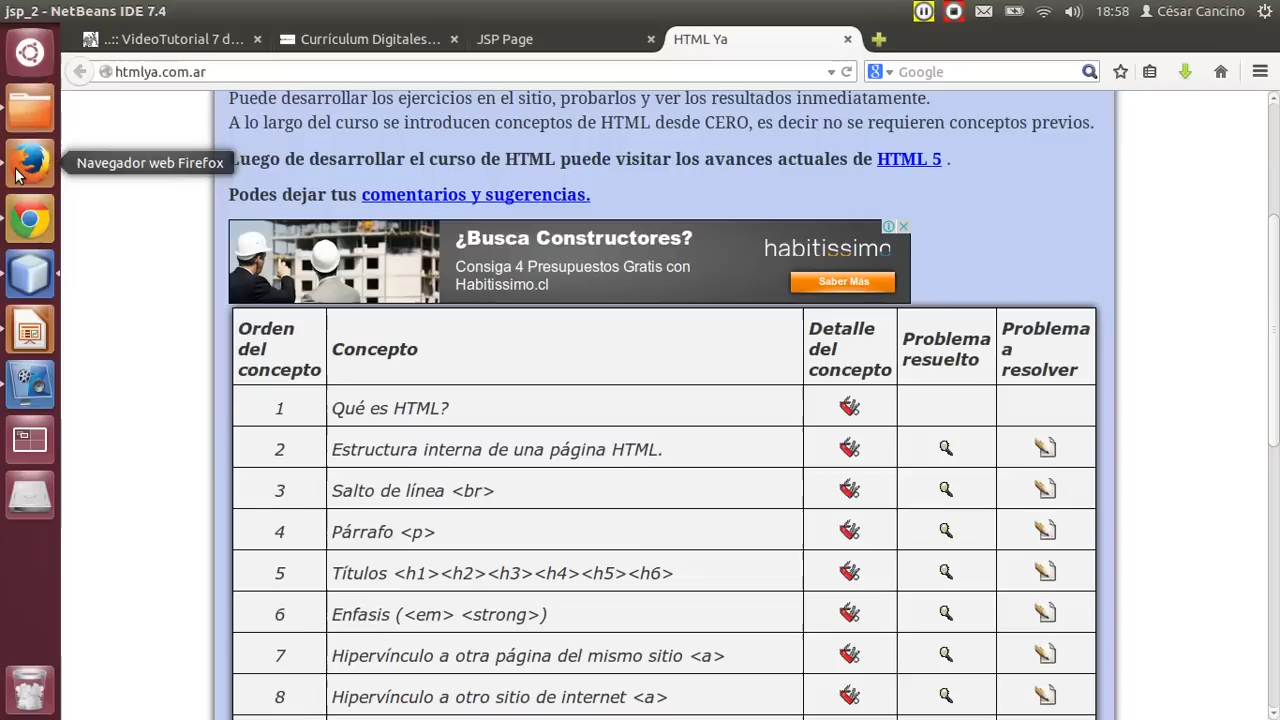 jsp_2 - NetBeans IDE 7.4
18:58
César Cancino
..:: VideoTutorial 7 d...
Currículum Digitales...
JSP Page
HTML Ya
htmlya.com.ar
Google
Puede desarrollar los ejercicios en el sitio, probarlos y ver los resultados inmediatamente.
A lo largo del curso se introducen conceptos de HTML desde CERO, es decir no se requieren conceptos previos.
Navegador web Firefox
Luego de desarrollar el curso de HTML puede visitar los avances actuales de HTML 5 .
Podes dejar tus comentarios y sugerencias.
¿Busca Constructores?
Consiga 4 Presupuestos Gratis con
Habitissimo.cl
habitissimo
Saber Más
Orden del concepto Concepto Detalle del concepto Problema resuelto Problema a resolver
1 Qué es HTML?
2 Estructura interna de una página HTML.
3 Salto de línea <br>
4 Párrafo <p>
5 Títulos <h1><h2><h3><h4><h5><h6>
6 Enfasis (<em> <strong>)
7 Hipervínculo a otra página del mismo sitio <a>
8 Hipervínculo a otro sitio de internet <a>